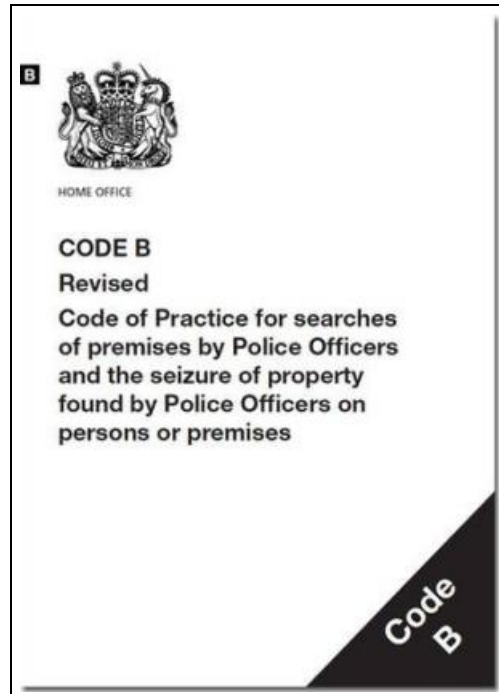 B
HOME OFFICE
CODE B
Revised
Code of Practice for searches
of premises by Police Officers
and the seizure of property
found by Police Officers on
persons or premises
Code
B